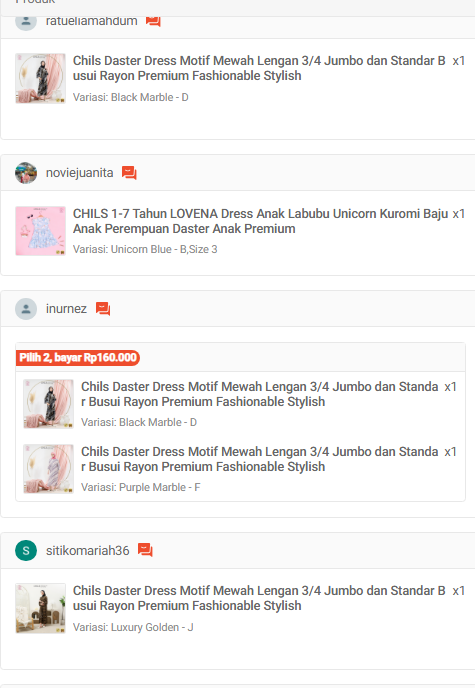 Produk
ratueliamahdum
Chils Daster Dress Motif Mewah Lengan 3/4 Jumbo dan Standar B x1
usui Rayon Premium Fashionable Stylish
Variasi: Black Marble - D
noviejuanita
CHILS 1-7 Tahun LOVENA Dress Anak Labubu Unicorn Kuromi Baju x1
Anak Perempuan Daster Anak Premium
Variasi: Unicorn Blue - B,Size 3
inurnez
Pilih 2, bayar Rp160.000
Chils Daster Dress Motif Mewah Lengan 3/4 Jumbo dan Standa x1
r Busui Rayon Premium Fashionable Stylish
Variasi: Black Marble - D
Chils Daster Dress Motif Mewah Lengan 3/4 Jumbo dan Standa x1
r Busui Rayon Premium Fashionable Stylish
Variasi: Purple Marble - F
S sitikomariah36
Chils Daster Dress Motif Mewah Lengan 3/4 Jumbo dan Standar B x1
usui Rayon Premium Fashionable Stylish
Variasi: Luxury Golden - J